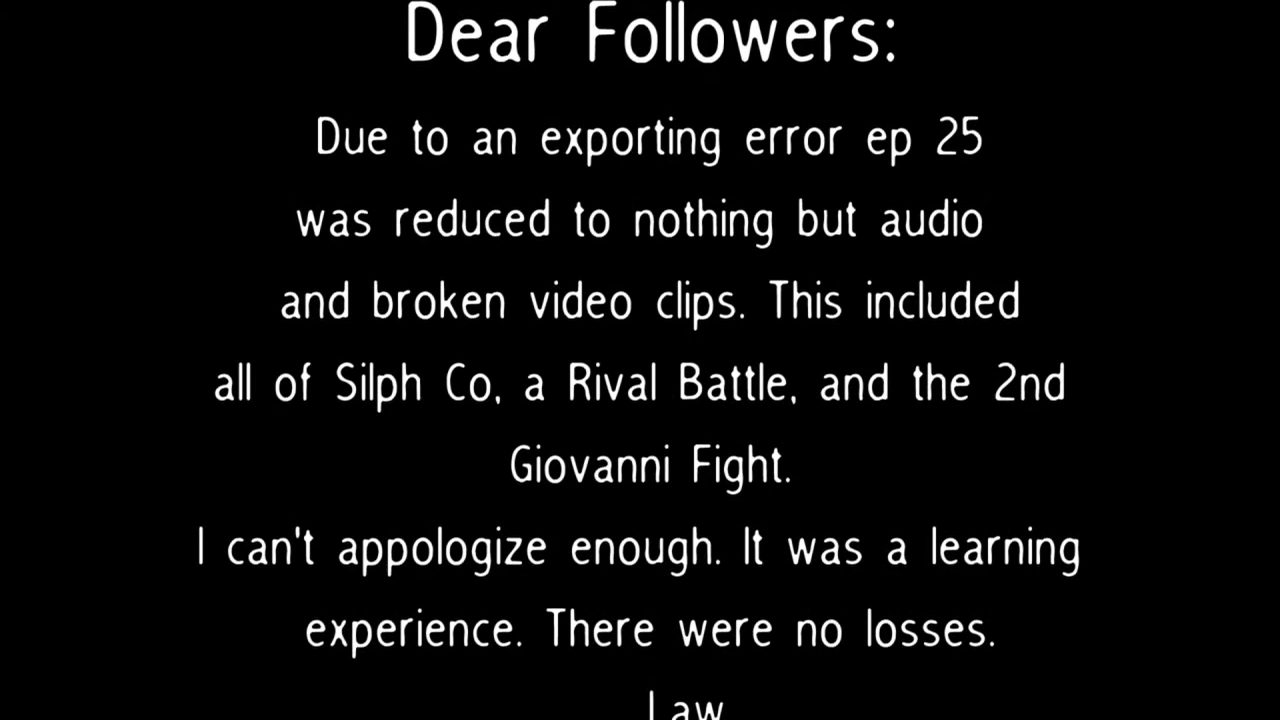 Dear Followers:
Due to an exporting error ep 25
was reduced to nothing but audio
and broken video clips. This included
all of Silph Co, a Rival Battle, and the 2nd
Giovanni Fight.
I can't appologize enough. It was a learning
experience. There were no losses.
Law